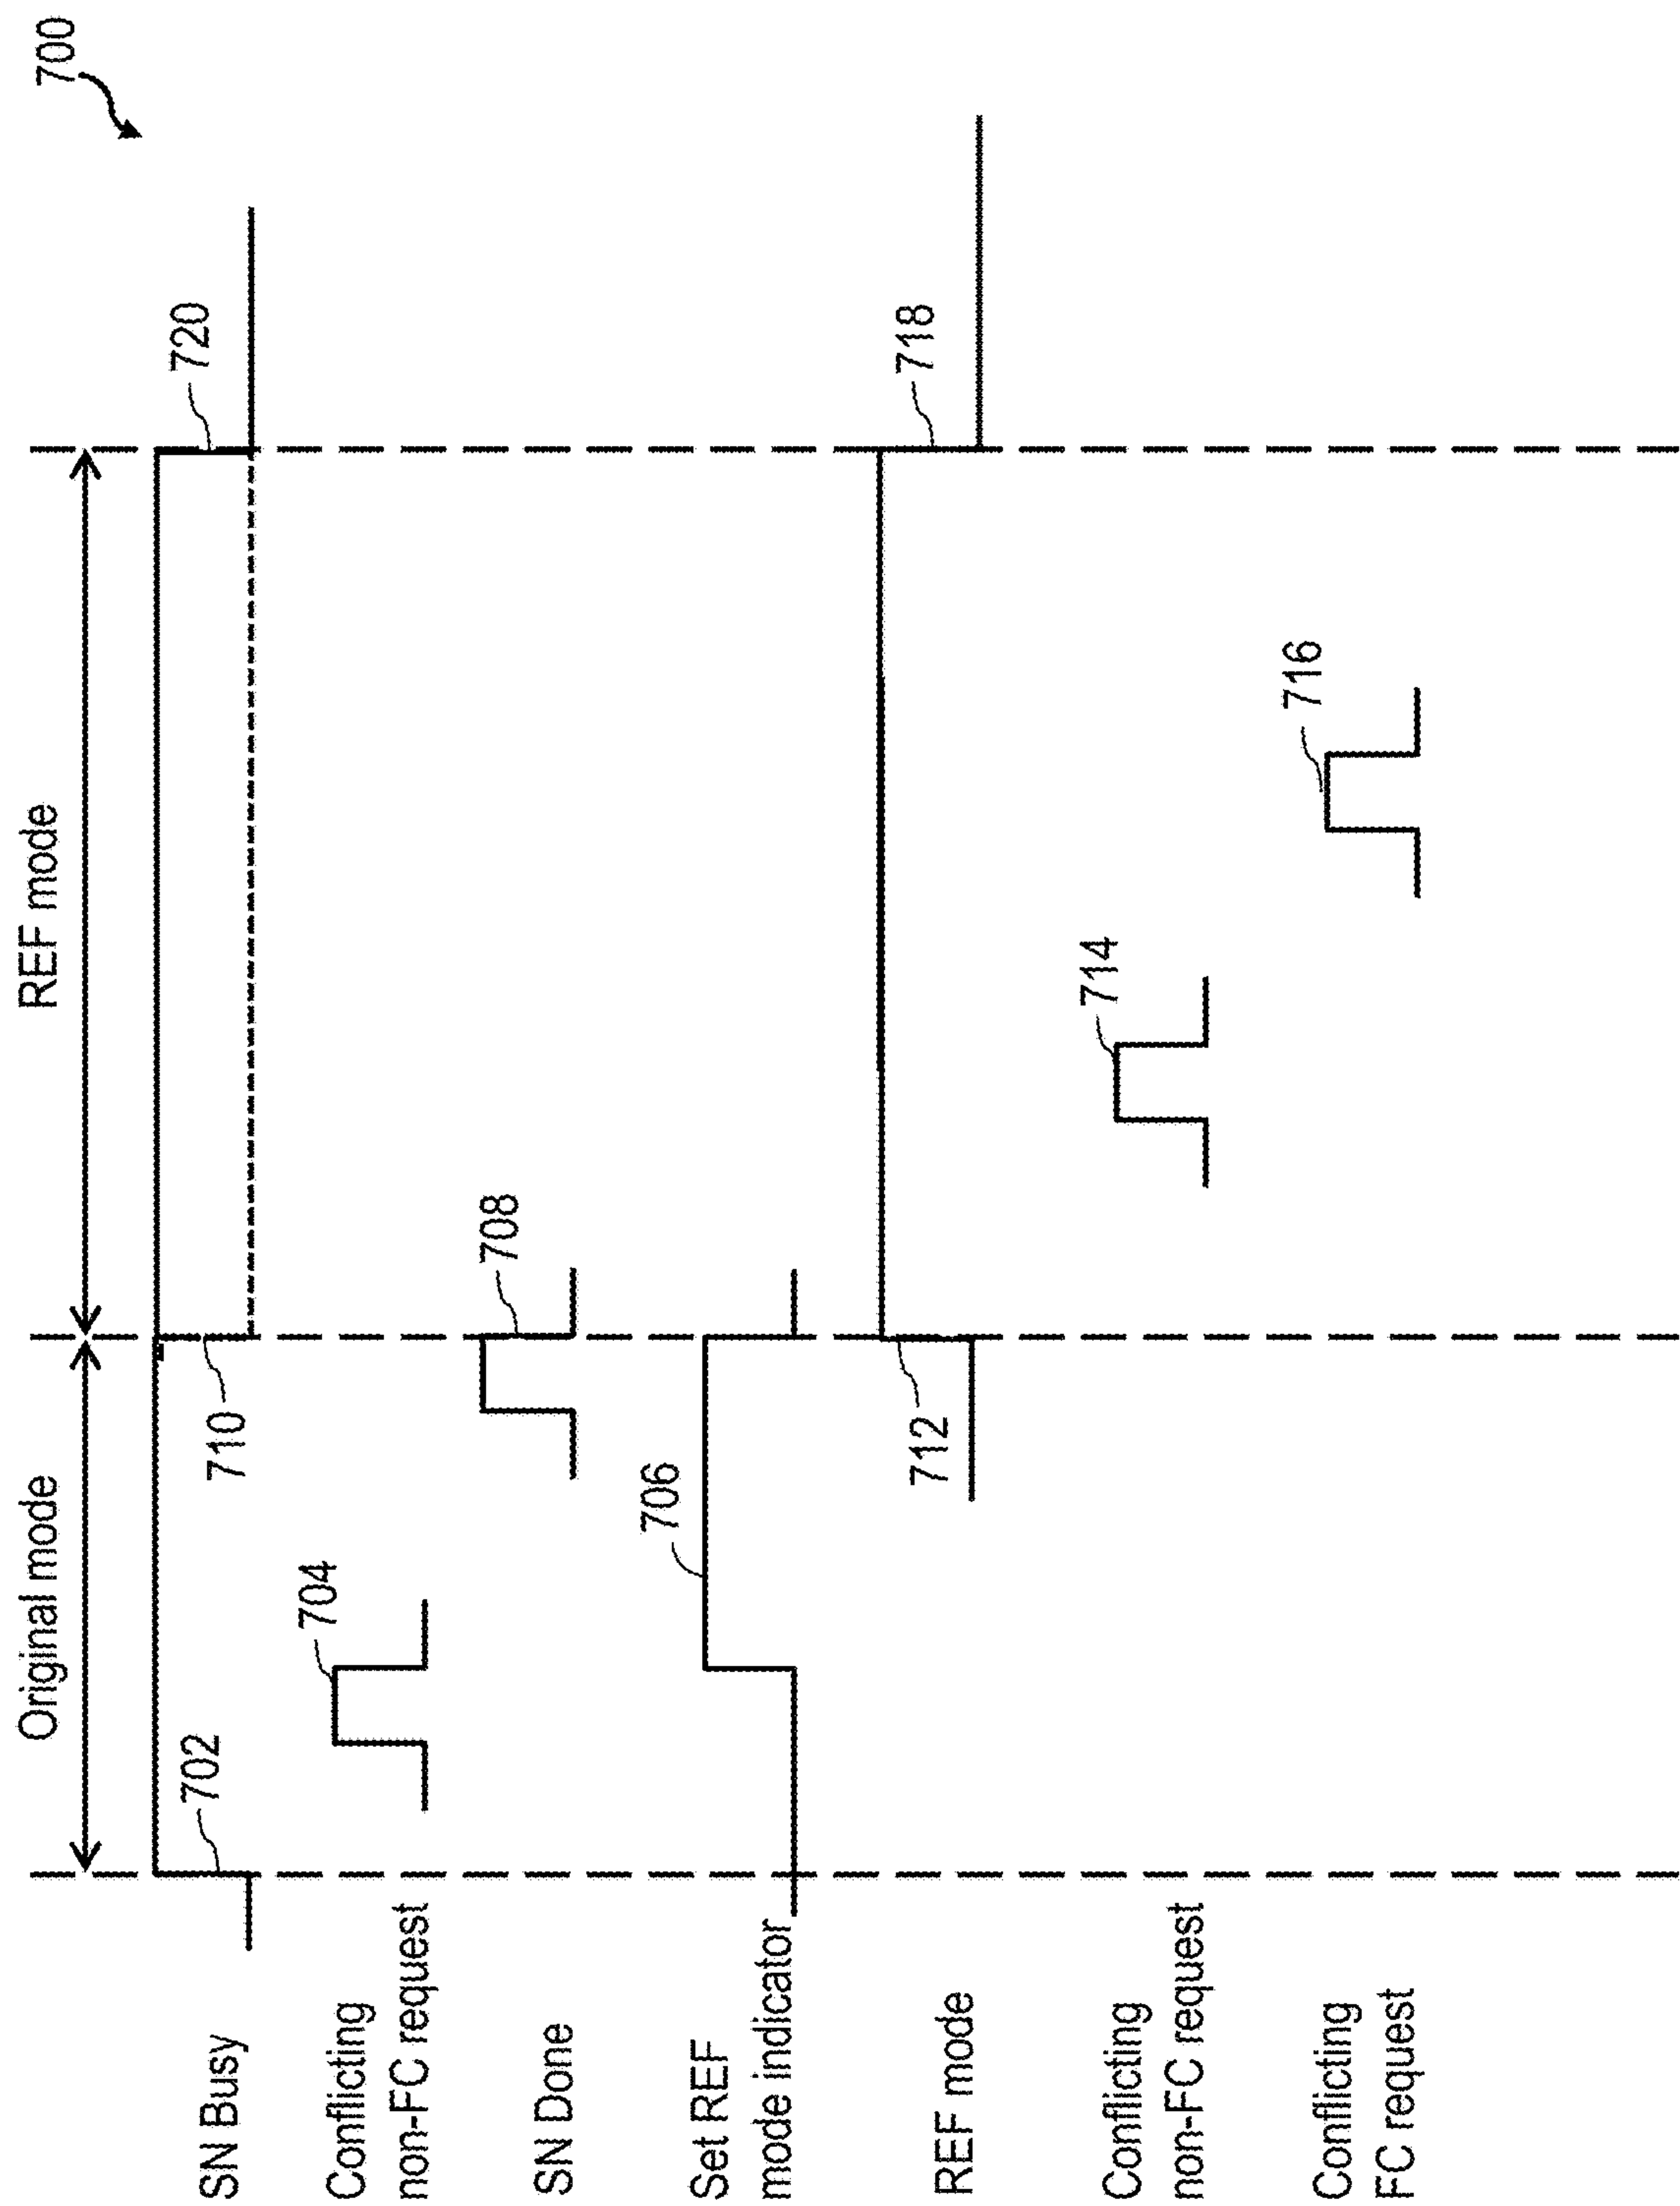 700
Original mode
REF mode
SN Busy
702
710
720
Conflicting
non-FC request
704
SN Done
708
Set REF
mode indicator
706
REF mode
712
718
Conflicting
non-FC request
714
Conflicting
FC request
716